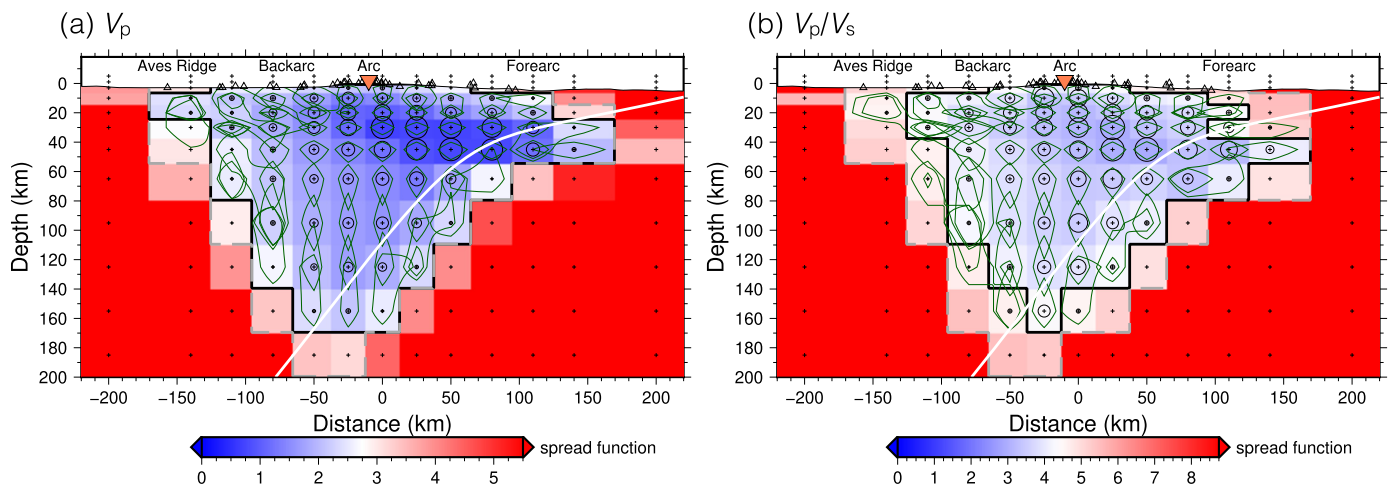 (a) Vp
(b) Vp/Vs
Aves Ridge Backarc Arc Forearc
Aves Ridge Backarc Arc Forearc
0
20
40
60
80
100
120
140
160
180
200
Depth (km)
−200 −150 −100 −50 0 50 100 150 200
Distance (km)
0 1 2 3 4 5
spread function
0
20
40
60
80
100
120
140
160
180
200
Depth (km)
−200 −150 −100 −50 0 50 100 150 200
Distance (km)
0 1 2 3 4 5 6 7 8
spread function